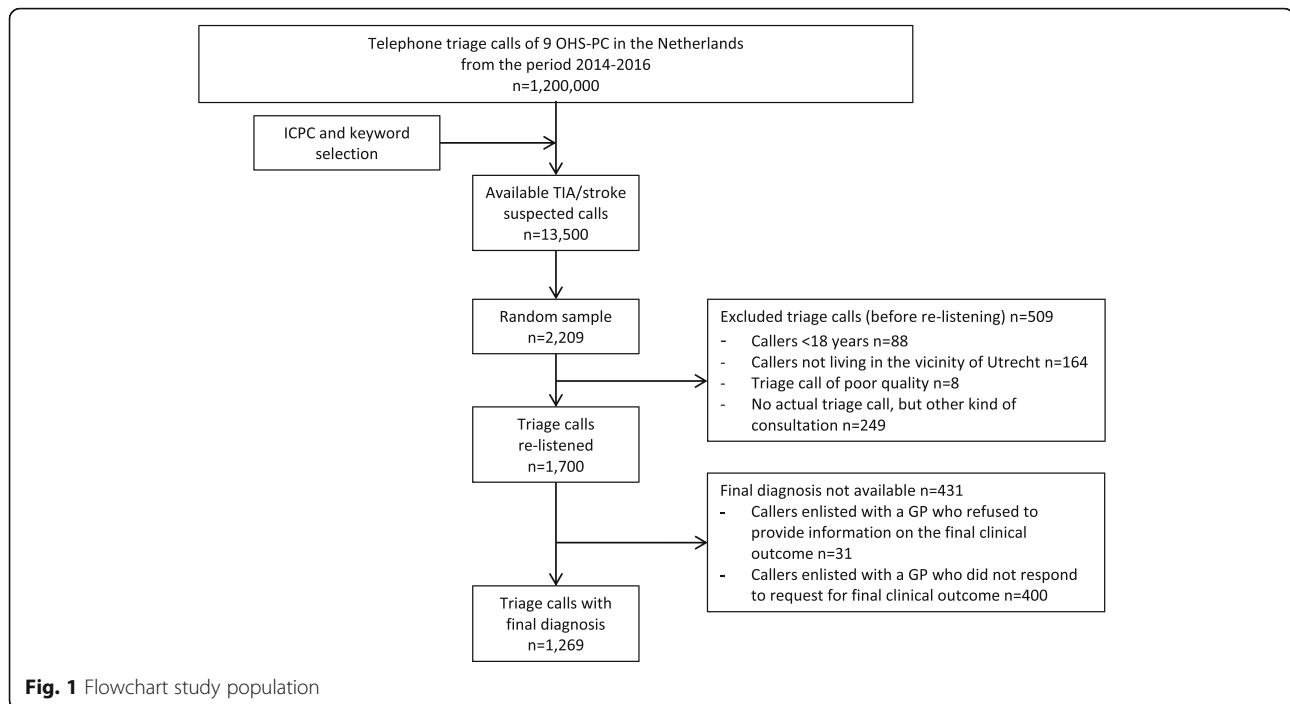 Telephone triage calls of 9 OHS-PC in the Netherlands
from the period 2014-2016
n=1,200,000
ICPC and keyword
selection
Available TIA/stroke
suspected calls
n=13,500
Random sample
n=2,209
Excluded triage calls (before re-listening) n=509
- Callers <18 years n=88
- Callers not living in the vicinity of Utrecht n=164
- Triage call of poor quality n=8
- No actual triage call, but other kind of
consultation n=249
Triage calls
re-listened
n=1,700
Final diagnosis not available n=431
- Callers enlisted with a GP who refused to
provide information on the final clinical
outcome n=31
- Callers enlisted with a GP who did not respond
to request for final clinical outcome n=400
Triage calls with
final diagnosis
n=1,269
Fig. 1 Flowchart study population